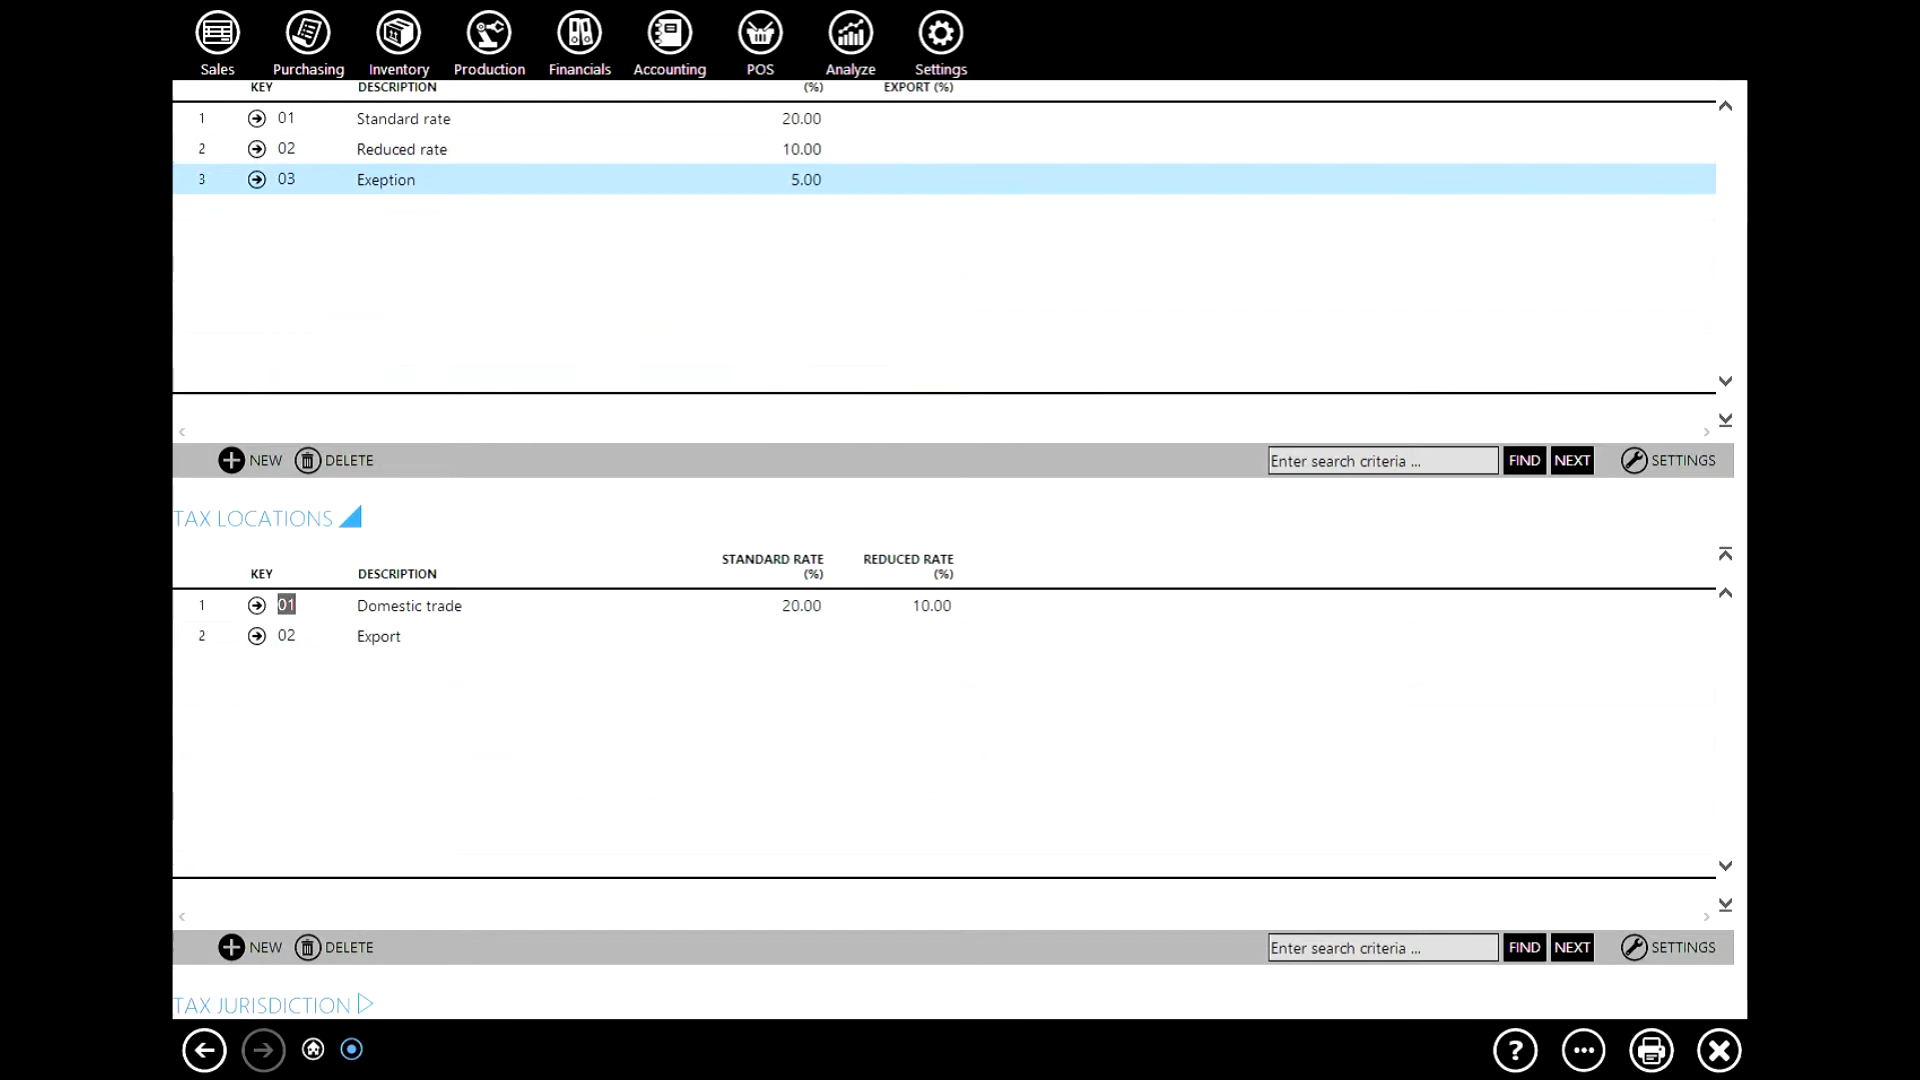 Sales Purchasing Inventory Production Financials Accounting POS Analyze Settings
KEY DESCRIPTION (%) EXPORT (%)
1 01 Standard rate 20.00
2 02 Reduced rate 10.00
3 03 Exeption 5.00
NEW DELETE Enter search criteria ... FIND NEXT SETTINGS
TAX LOCATIONS
STANDARD RATE REDUCED RATE
KEY DESCRIPTION (%) (%)
1 01 Domestic trade 20.00 10.00
2 02 Export
NEW DELETE Enter search criteria ... FIND NEXT SETTINGS
TAX JURISDICTION